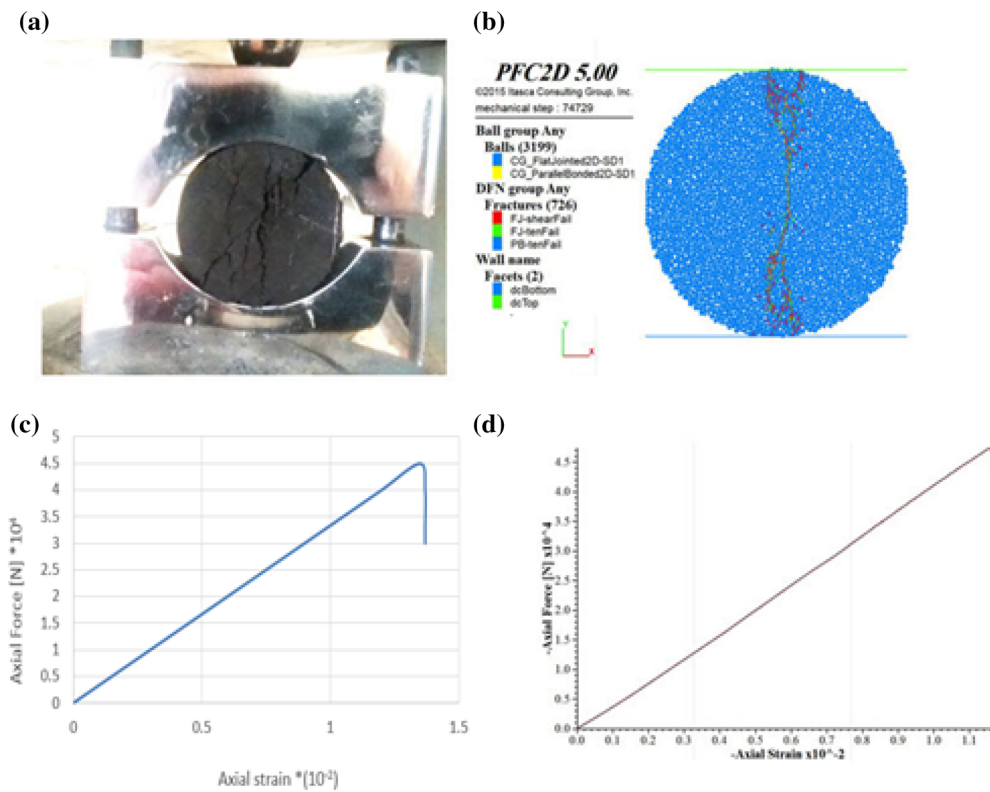 (a)
(b)
PFC2D 5.00
©2015 Itasca Consulting Group, Inc.
mechanical step : 74729
Ball group Any
Balls (3199)
CG_FlatJointed2D-SD1
CG_ParallelBonded2D-SD1
DFN group Any
Fractures (726)
FJ-shearFail
FJ-tenFail
PB-tenFail
Wall name
Facets (2)
dcBottom
dcTop
Y
X
(c)
5
4.5
4
3.5
3
2.5
2
1.5
1
0.5
0
0
0.5
1
1.5
Axial Force [N] *10⁴
Axial strain *(10⁻²)
(d)
4.5
4.0
3.5
3.0
2.5
2.0
1.5
1.0
0.5
0.0
0.0 0.1 0.2 0.3 0.4 0.5 0.6 0.7 0.8 0.9 1.0 1.1
-Axial Force [N] x10^4
-Axial Strain x10^-2